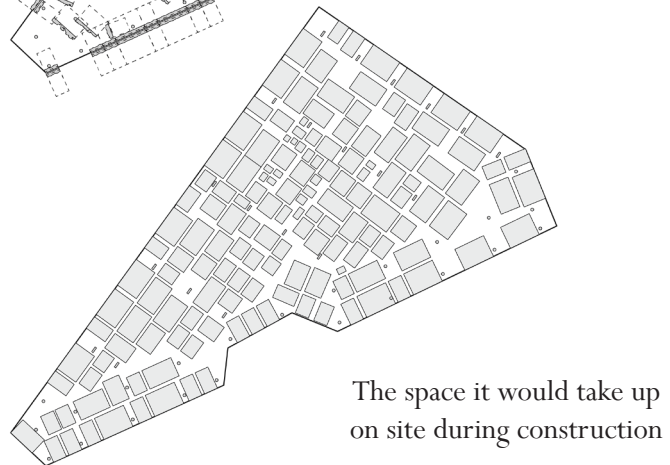 The space it would take up
on site during construction